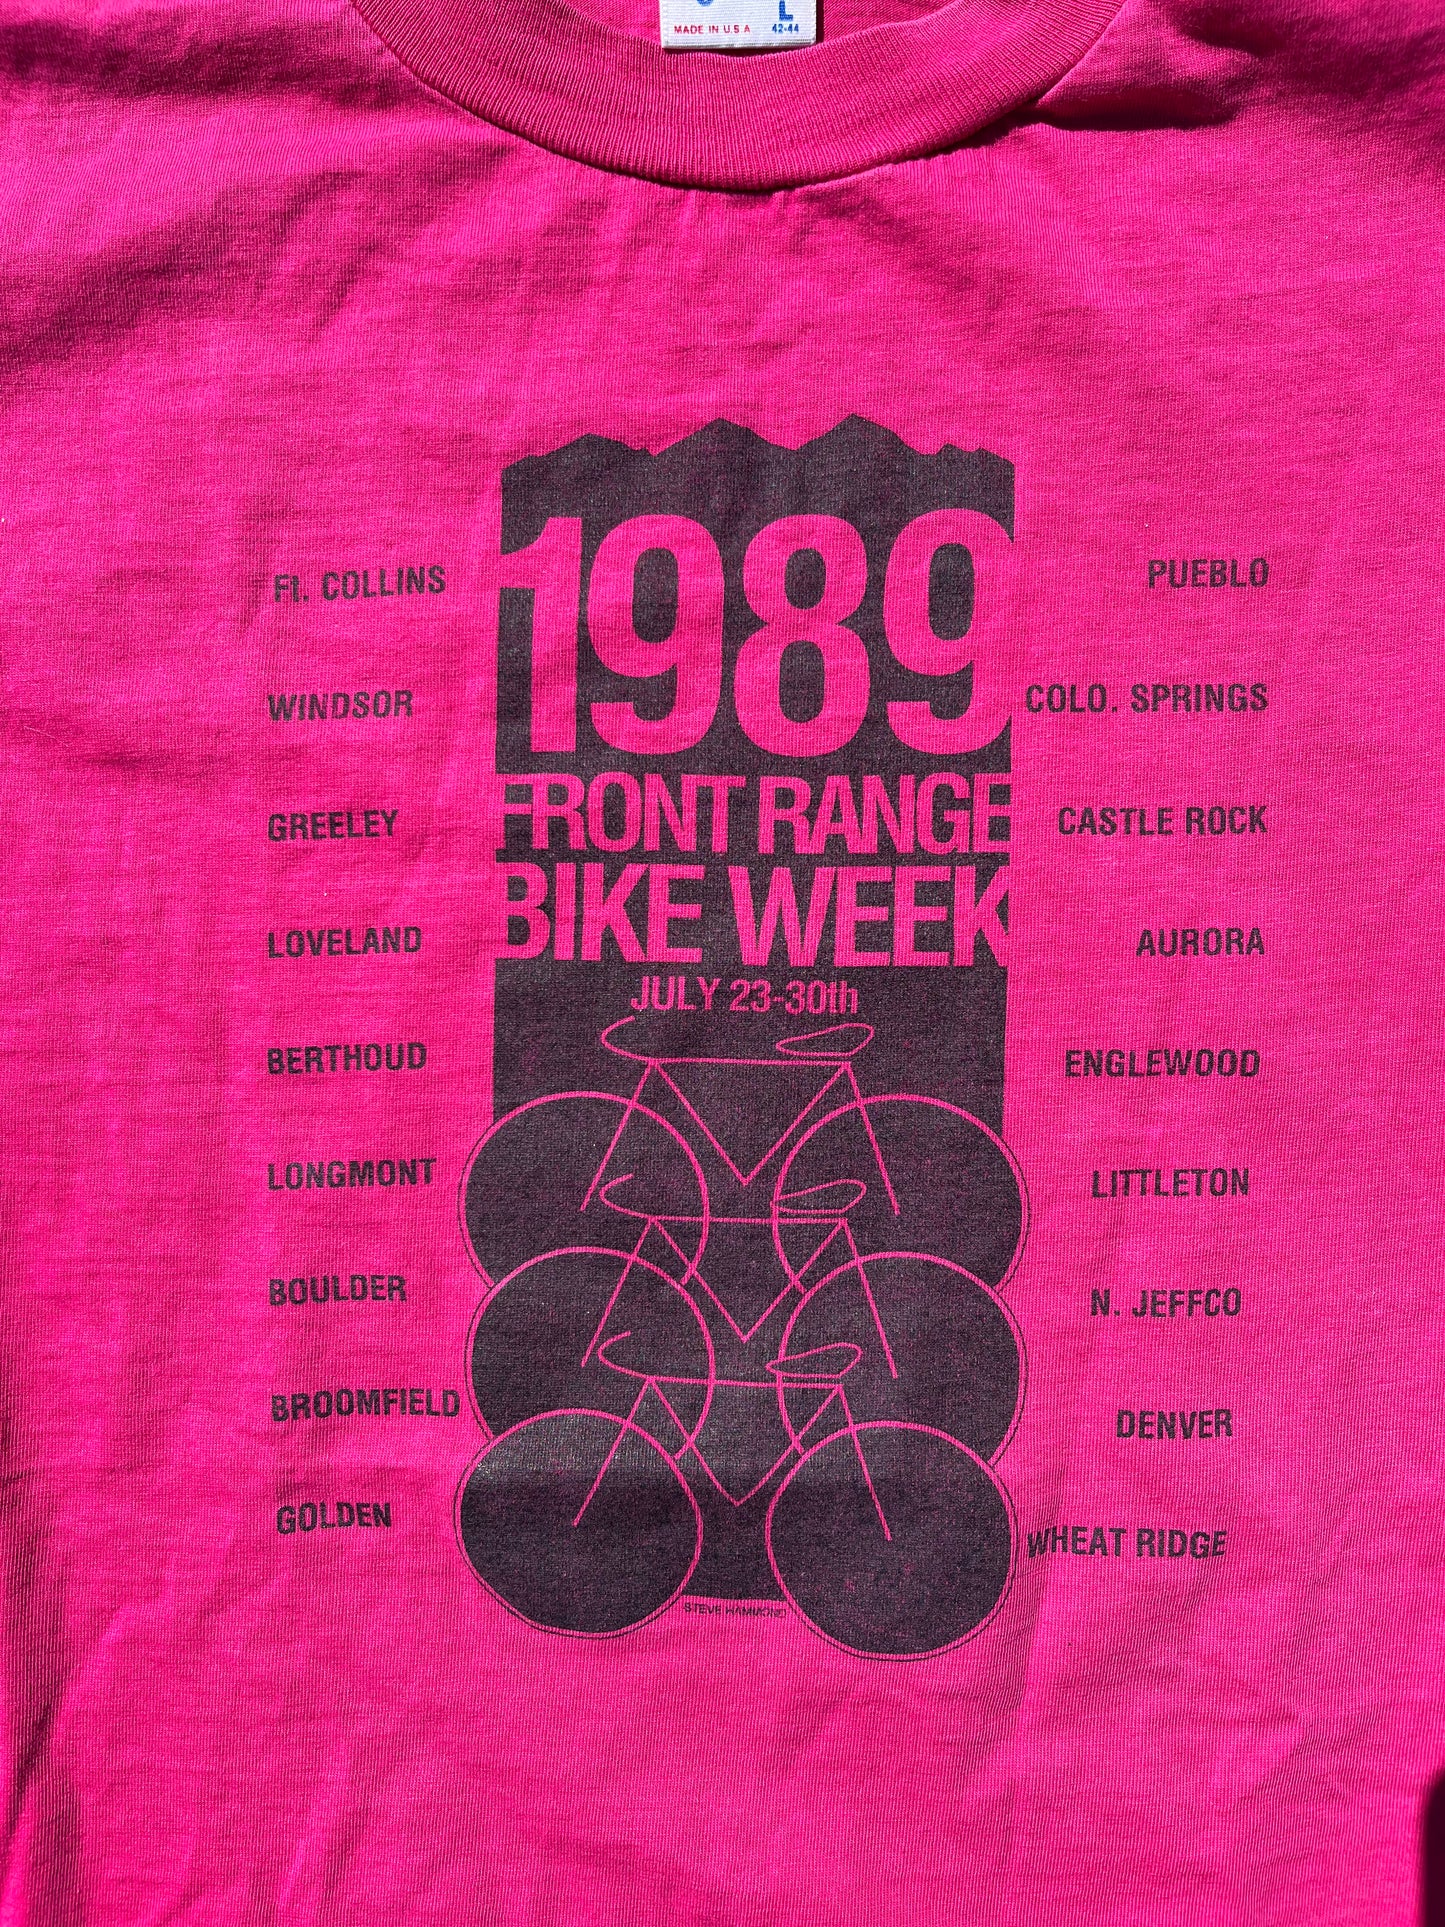 MADE IN U S A
L
42-44
1989
FRONT RANGE
BIKE WEEK
JULY 23-30th
Ft. COLLINS
WINDSOR
GREELEY
LOVELAND
BERTHOUD
LONGMONT
BOULDER
BROOMFIELD
GOLDEN
PUEBLO
COLO. SPRINGS
CASTLE ROCK
AURORA
ENGLEWOOD
LITTLETON
N. JEFFCO
DENVER
WHEAT RIDGE
STEVE HAMMOND